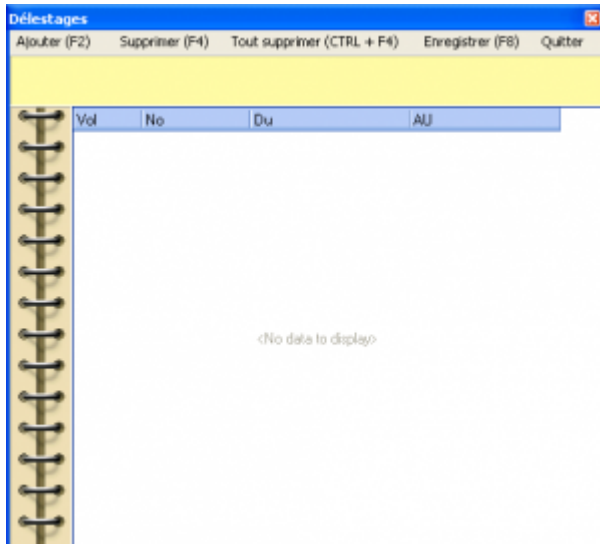 Délestages
Ajouter (F2) Supprimer (F4) Tout supprimer (CTRL + F4) Enregistrer (F8) Quitter
Vol No Du AU
<No data to display>